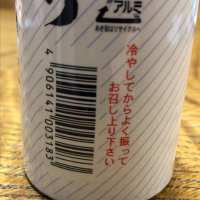 アルミ
あき缶はリサイクルへ
冷やしてからよく振って
お召し上り下さい
4 906141 003183